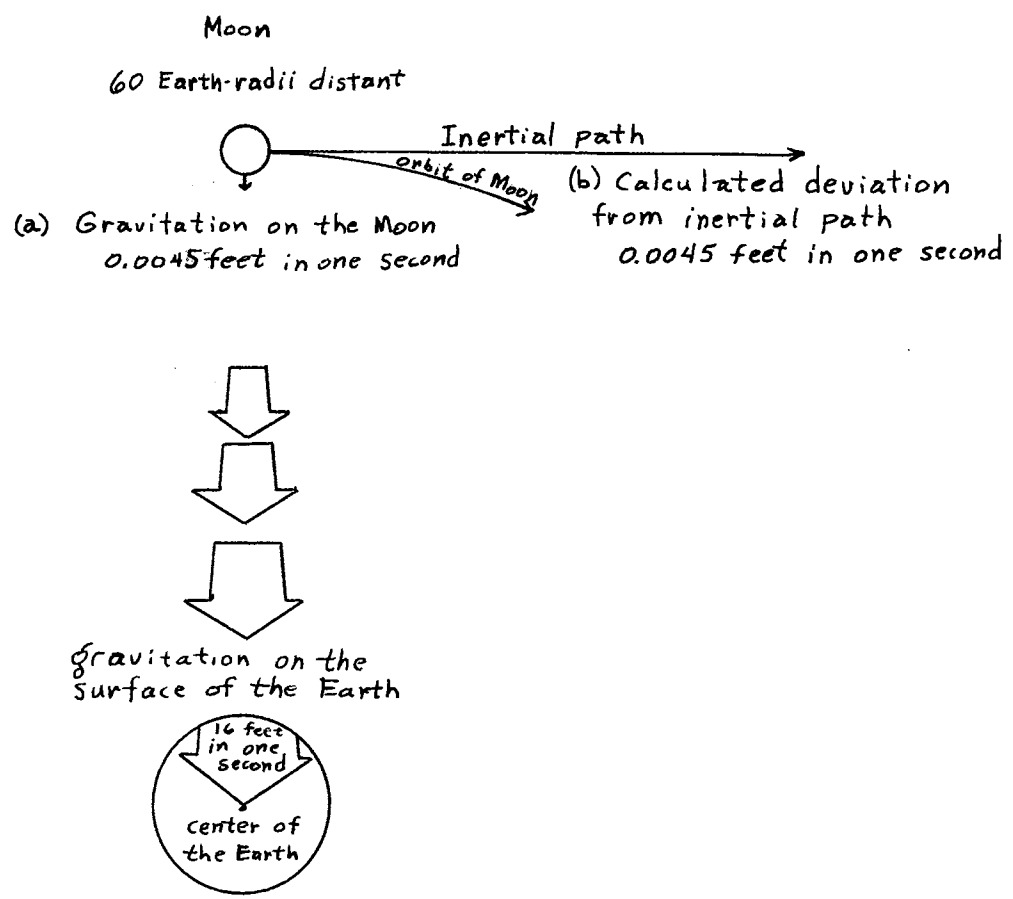 Moon
60 Earth-radii distant
Inertial path
orbit of Moon
(b) Calculated deviation
from inertial path
0.0045 feet in one second
(a) Gravitation on the Moon
0.0045 feet in one second
gravitation on the
surface of the Earth
16 feet
in one
second
center of
the Earth